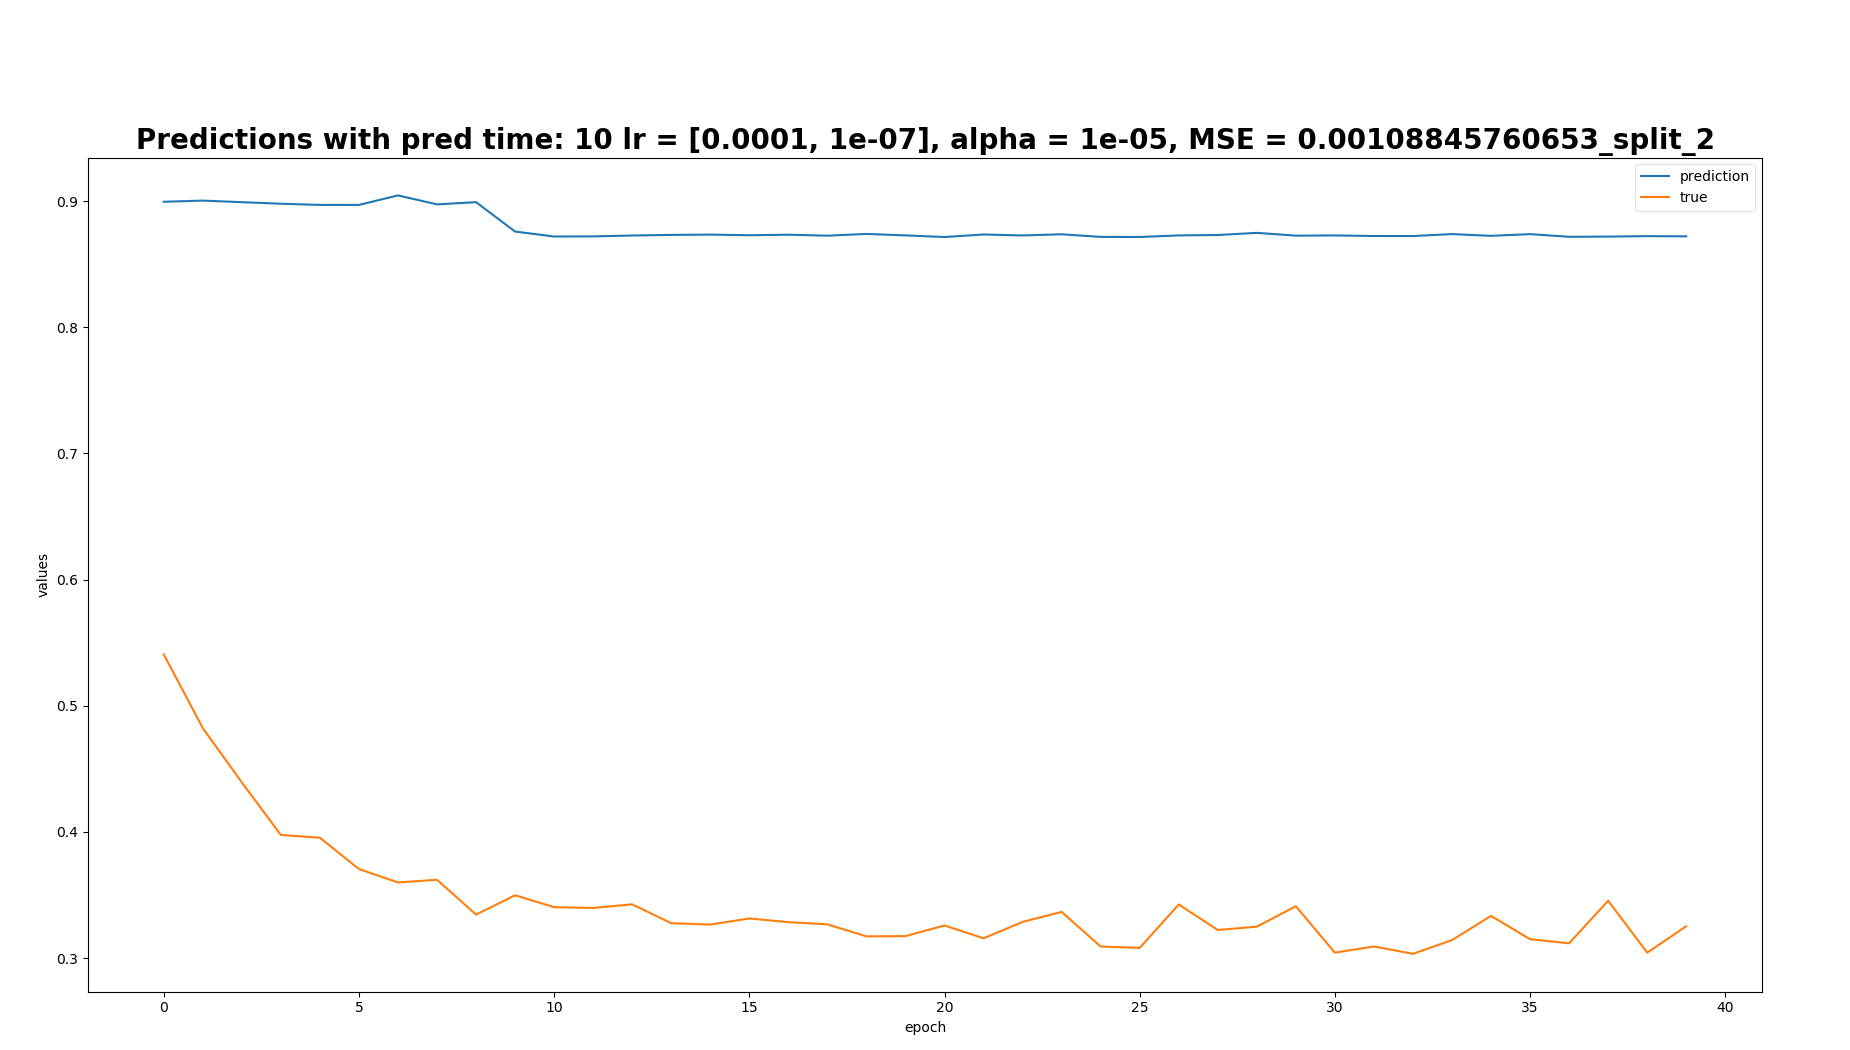 Predictions with pred time: 10 lr = [0.0001, 1e-07], alpha = 1e-05, MSE = 0.00108845760653_split_2
prediction
true
0.9
0.8
0.7
0.6
0.5
0.4
0.3
values
0 5 10 15 20 25 30 35 40
epoch